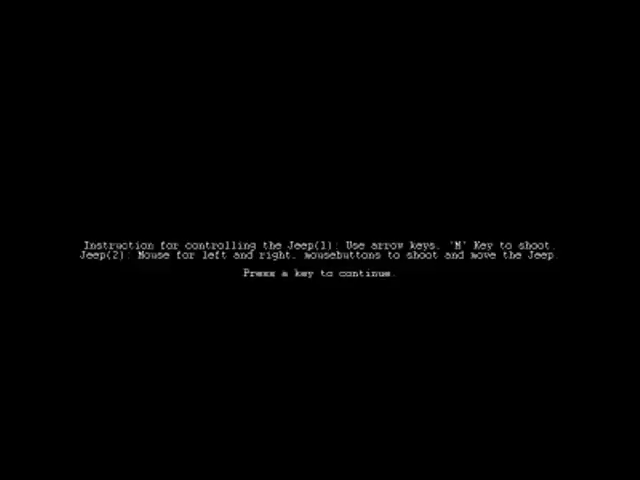 Instruction for controlling the Jeep(1): Use arrow keys. 'M' Key to shoot.
Jeep(2): Mouse for left and right. mousebuttons to shoot and move the Jeep.
Press a key to continue.